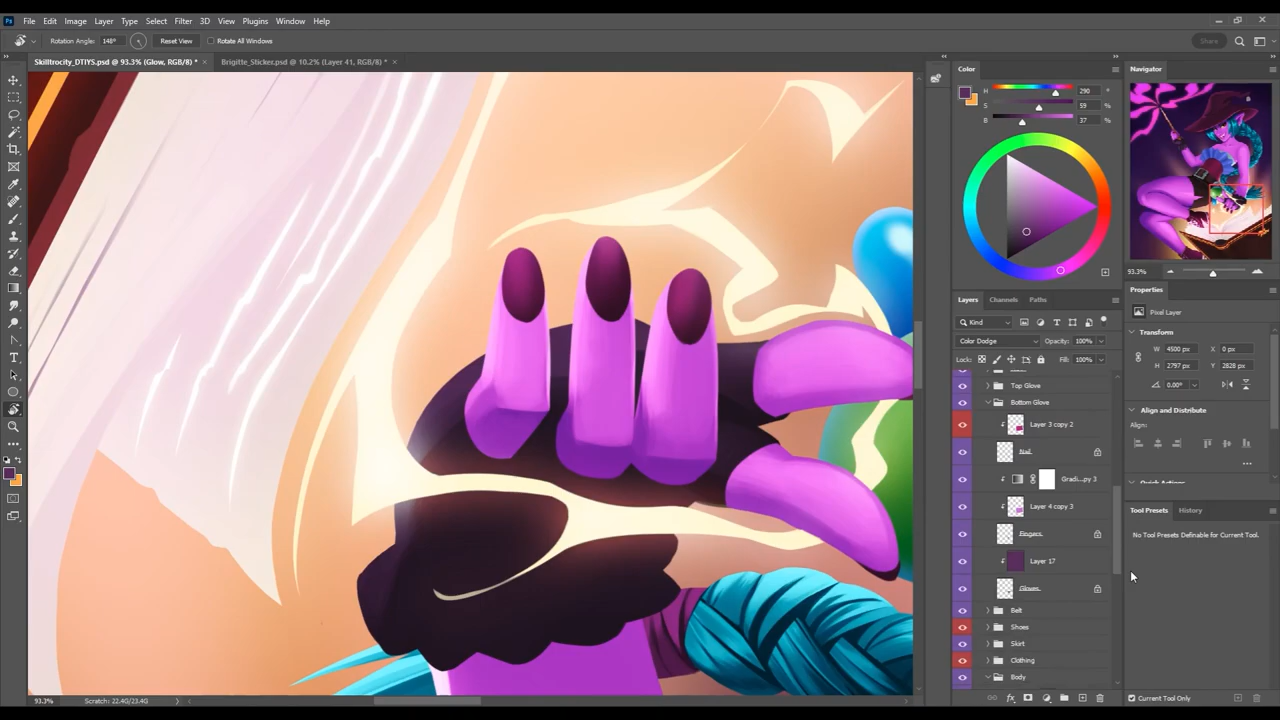 Ps File Edit Image Layer Type Select Filter 3D View Plugins Window Help
Rotation Angle: 148° Reset View Rotate All Windows Share
Skilltrocity_DTIYS.psd @ 93.3% (Glow, RGB/8) * × Brigitte_Sticker.psd @ 10.2% (Layer 41, RGB/8) * ×
Color
H 290 °
S 59 %
B 37 %
Navigator
93.3%
Properties
Pixel Layer
Transform
W 4500 px X 0 px
H 2797 px Y 2828 px
0.00°
Align and Distribute
Align:
...
Quick Actions
Layers Channels Paths
Kind
Color Dodge Opacity: 100%
Lock: Fill: 100%
Top Glove
Bottom Glove
Layer 3 copy 2
Nail
Gradi...py 3
Layer 4 copy 3
Fingers
Layer 17
Gloves
Belt
Shoes
Skirt
Clothing
Body
Tool Presets History
No Tool Presets Definable for Current Tool.
Current Tool Only
93.3% Scratch: 22.4G/23.4G